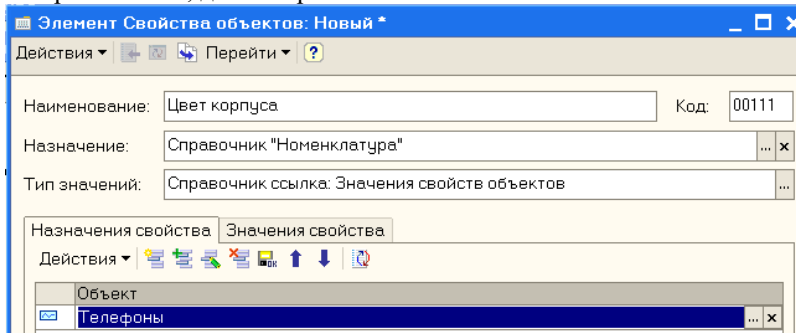 Элемент Свойства объектов: Новый *
Действия Перейти ?
Наименование: Цвет корпуса Код: 00111
Назначение: Справочник "Номенклатура" ... x
Тип значений: Справочник ссылка: Значения свойств объектов ...
Назначения свойства Значения свойства
Действия
Объект
Телефоны ... x